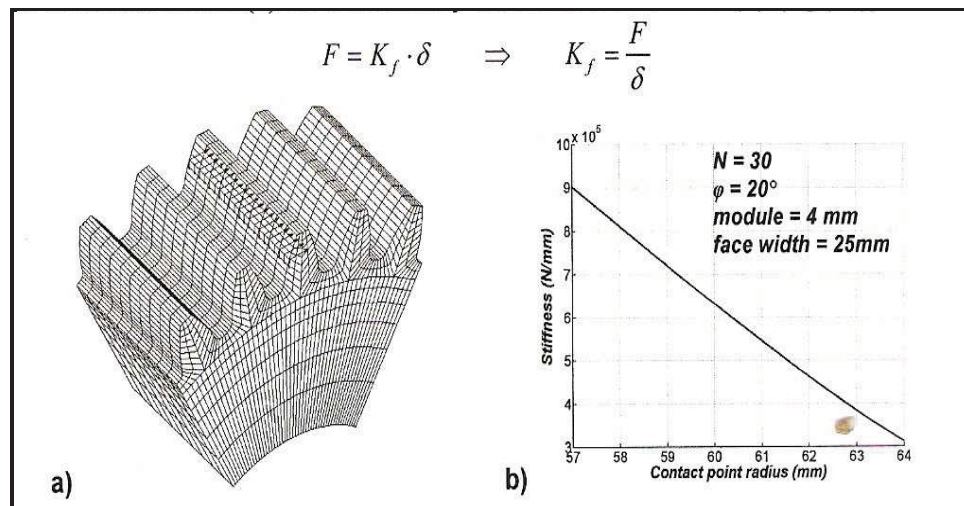 F = K_f · δ ⇒ K_f = F/δ
a)
10 × 10^5
9
8
7
6
5
4
3
57 58 59 60 61 62 63 64
Stiffness (N/mm)
Contact point radius (mm)
N = 30
φ = 20°
module = 4 mm
face width = 25mm
b)